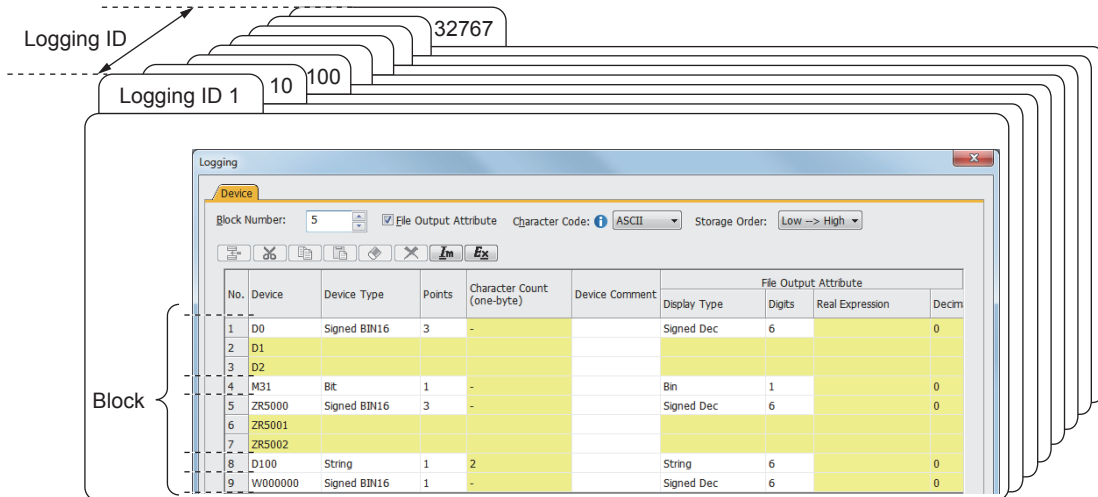 32767
Logging ID
100
10
Logging ID 1
Logging
Device
Block Number: 5 File Output Attribute Character Code: ASCII Storage Order: Low --> High
Im Ex
No. Device Device Type Points Character Count (one-byte) Device Comment File Output Attribute
Display Type Digits Real Expression Decima
1 D0 Signed BIN16 3 - Signed Dec 6 0
2 D1
3 D2
4 M31 Bit 1 - Bin 1 0
Block
5 ZR5000 Signed BIN16 3 - Signed Dec 6 0
6 ZR5001
7 ZR5002
8 D100 String 1 2 String 6 0
9 W000000 Signed BIN16 1 - Signed Dec 6 0